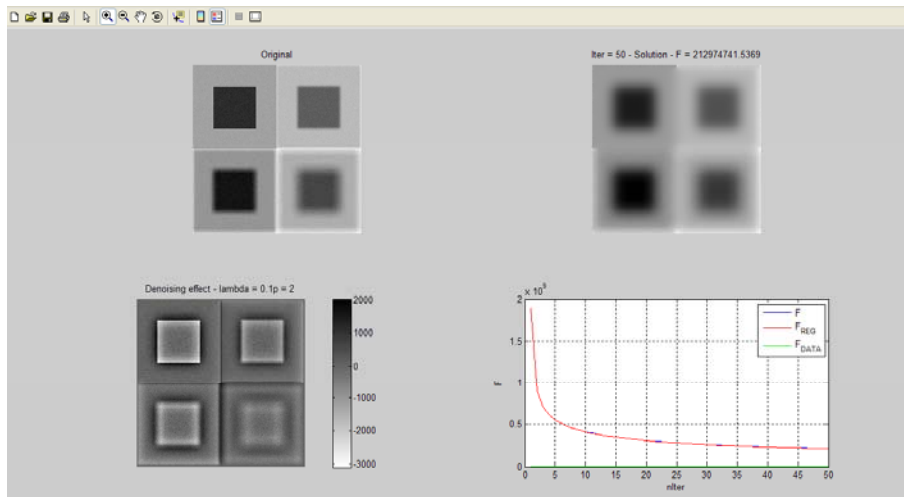 Original
Iter = 50 - Solution - F = 212974741.5369
Denoising effect - lambda = 0.1p = 2
2000
1000
0
-1000
-2000
-3000
× 10⁹
2
1.5
1
0.5
0
F
F
F_REG
F_DATA
0 5 10 15 20 25 30 35 40 45 50
nIter